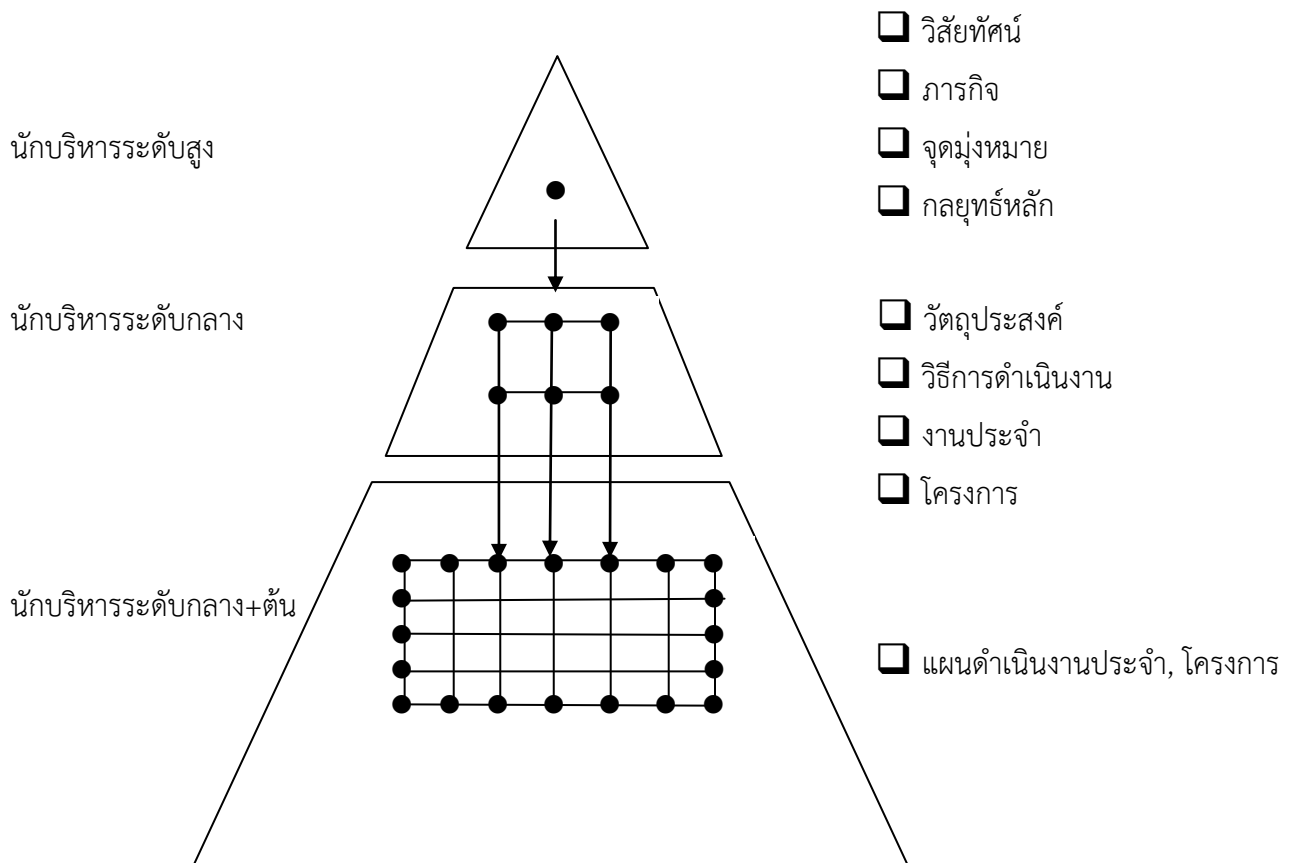 วิสัยทัศน์
ภารกิจ
นักบริหารระดับสูง
จุดมุ่งหมาย
กลยุทธ์หลัก
นักบริหารระดับกลาง
วัตถุประสงค์
วิธีการดำเนินงาน
งานประจำ
โครงการ
นักบริหารระดับกลาง+ต้น
แผนดำเนินงานประจำ, โครงการ